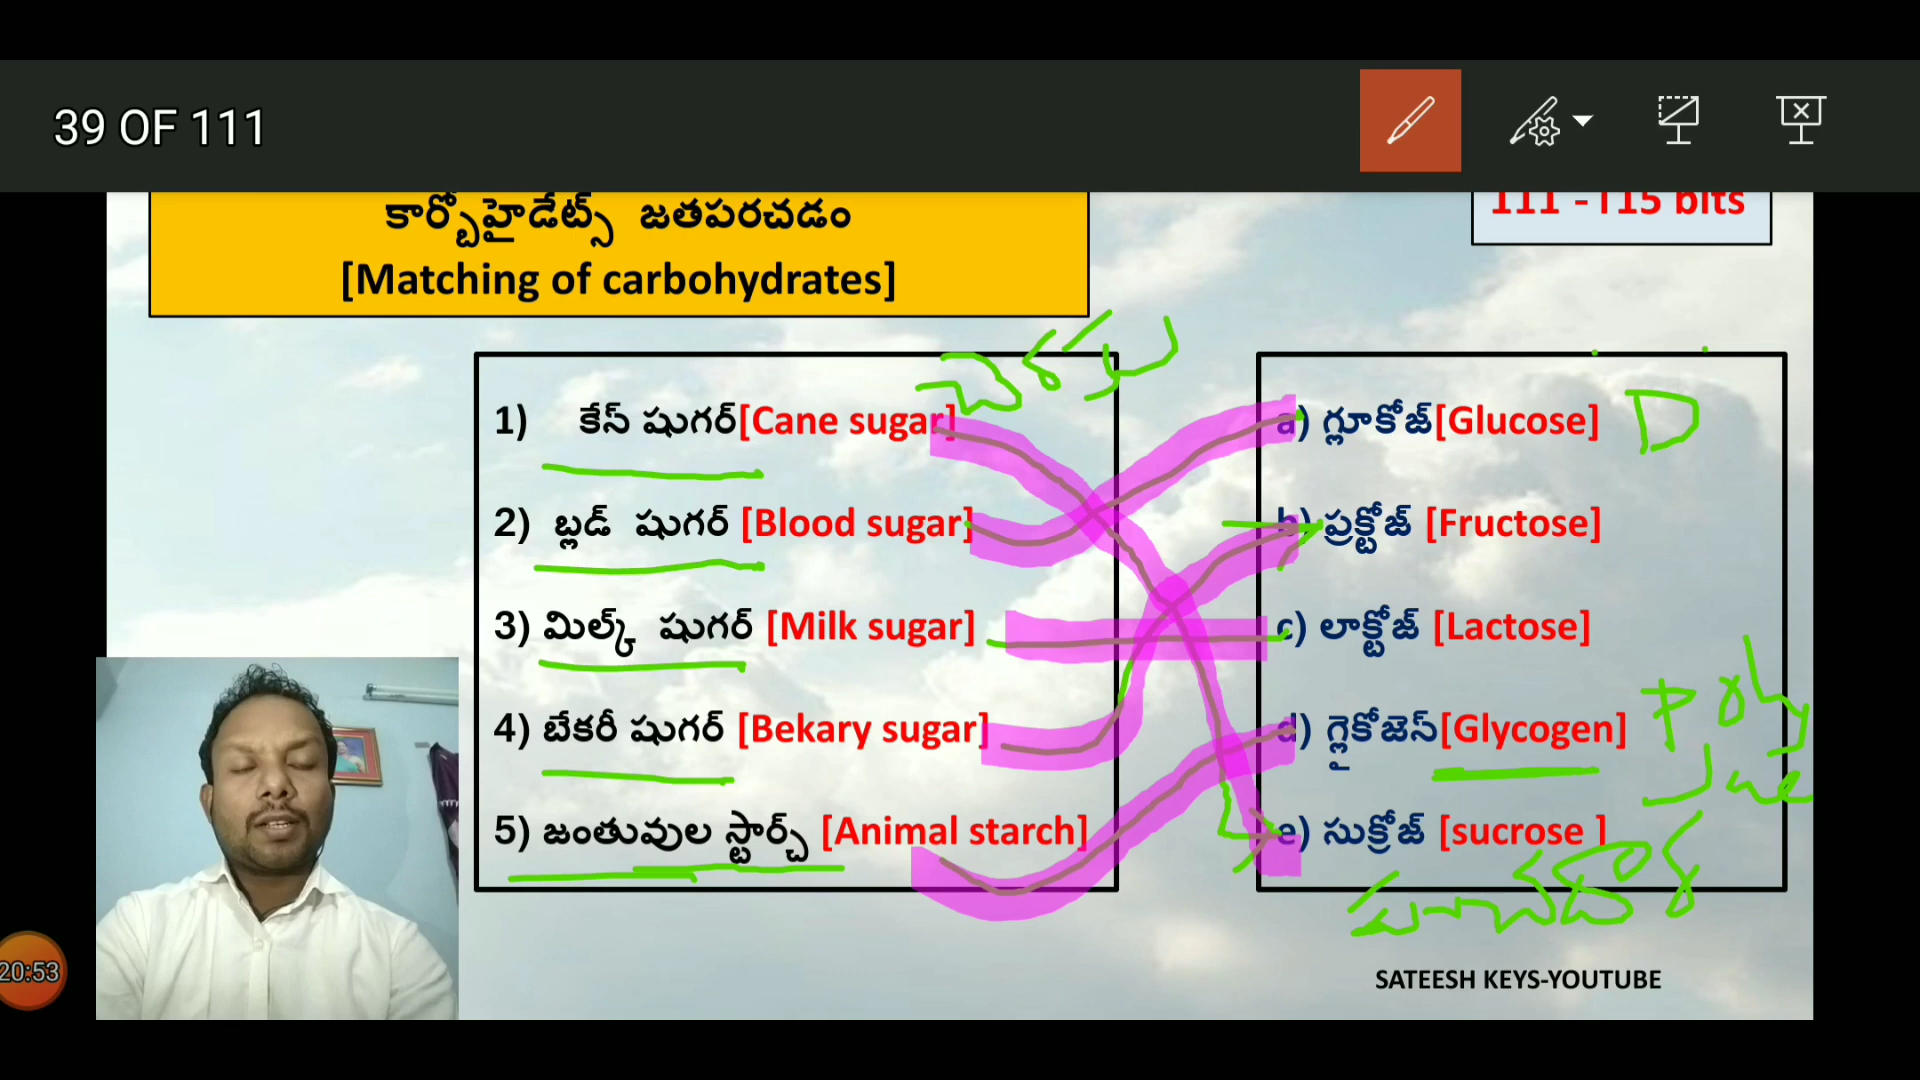 39 OF 111
కార్బోహైడేట్స్ జతపరచడం
[Matching of carbohydrates]
111 -115 bits
1) కేన్ షుగర్[Cane sugar]
2) బ్లడ్ షుగర్ [Blood sugar]
3) మిల్క్ షుగర్ [Milk sugar]
4) బేకరీ షుగర్ [Bekary sugar]
5) జంతువుల స్టార్చ్ [Animal starch]
a) గ్లూకోజ్[Glucose] D
b) ప్రక్టోజ్ [Fructose]
c) లాక్టోజ్ [Lactose]
d) గ్లైకోజెన్[Glycogen]
e) సుక్రోజ్ [sucrose ]
SATEESH KEYS-YOUTUBE
20:53